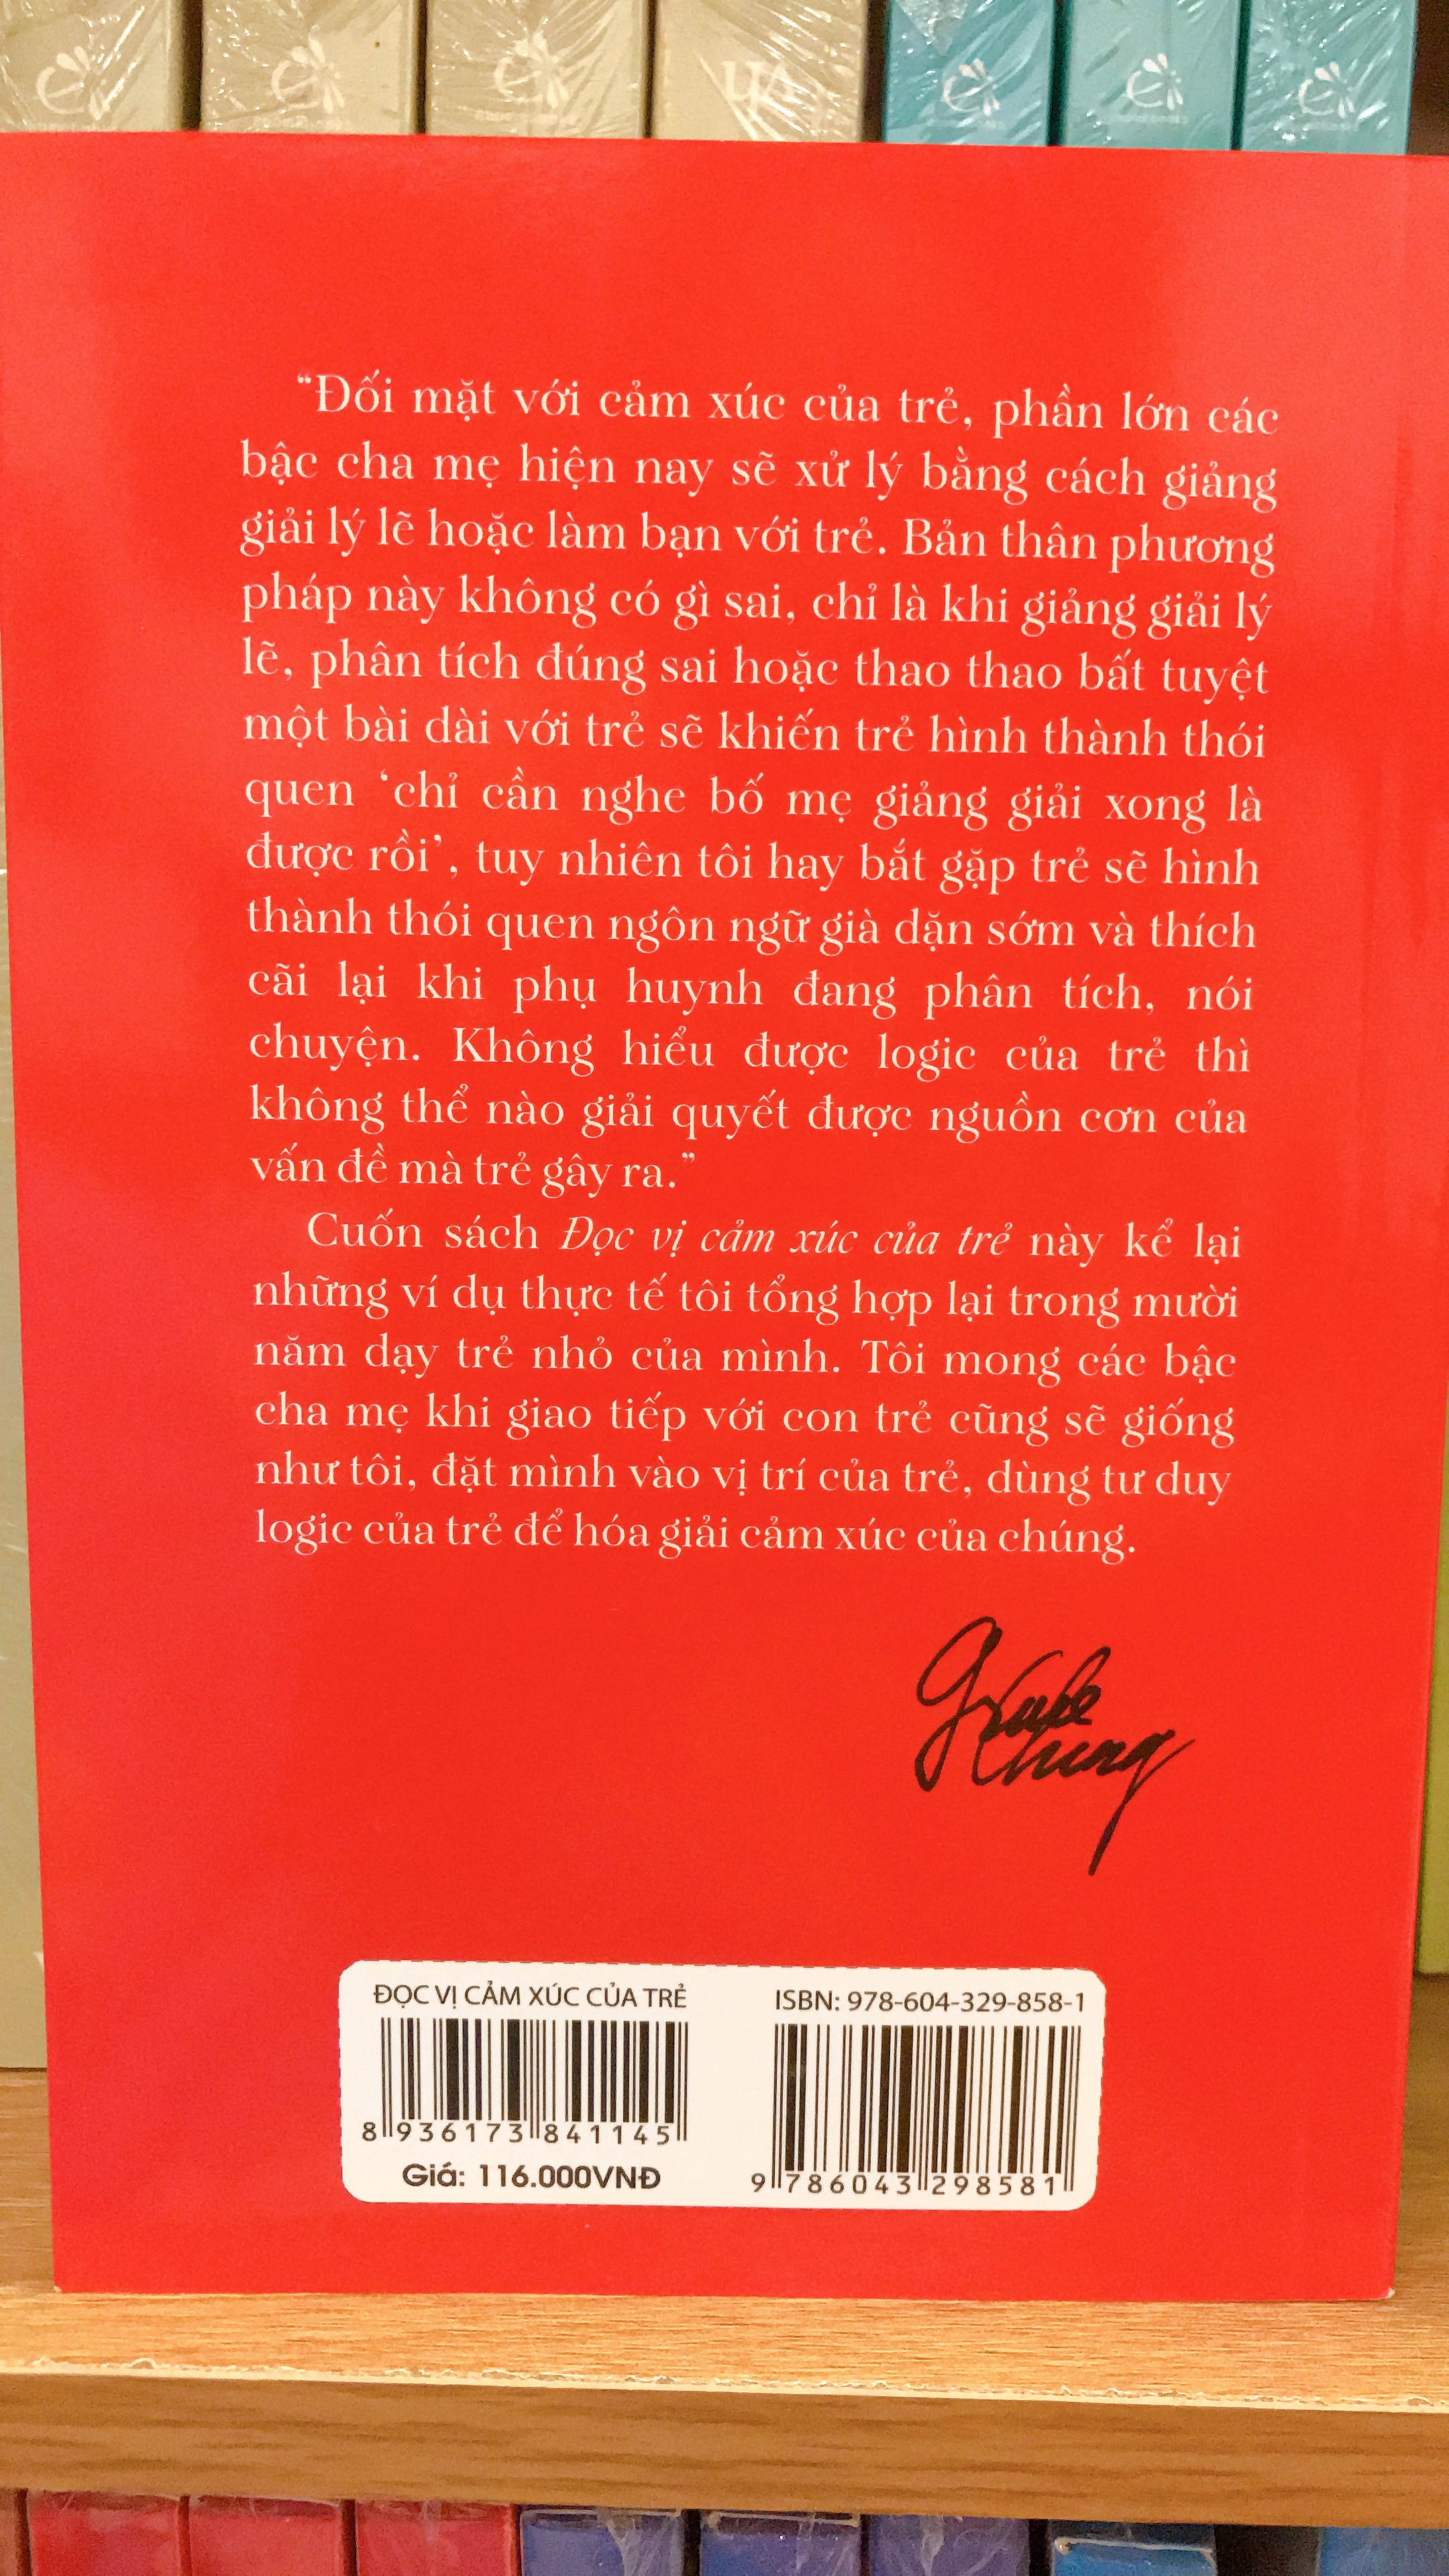 “Đối mặt với cảm xúc của trẻ, phần lớn các
bậc cha mẹ hiện nay sẽ xử lý bằng cách giảng
giải lý lẽ hoặc làm bạn với trẻ. Bản thân phương
pháp này không có gì sai, chỉ là khi giảng giải lý
lẽ, phân tích đúng sai hoặc thao thao bất tuyệt
một bài dài với trẻ sẽ khiến trẻ hình thành thói
quen ‘chỉ cần nghe bố mẹ giảng giải xong là
được rồi’, tuy nhiên tôi hay bắt gặp trẻ sẽ hình
thành thói quen ngôn ngữ già dặn sớm và thích
cãi lại khi phụ huynh đang phân tích, nói
chuyện. Không hiểu được logic của trẻ thì
không thể nào giải quyết được nguồn cơn của
vấn đề mà trẻ gây ra.”
Cuốn sách Đọc vị cảm xúc của trẻ này kể lại
những ví dụ thực tế tôi tổng hợp lại trong mười
năm dạy trẻ nhỏ của mình. Tôi mong các bậc
cha mẹ khi giao tiếp với con trẻ cũng sẽ giống
như tôi, đặt mình vào vị trí của trẻ, dùng tư duy
logic của trẻ để hóa giải cảm xúc của chúng.
ĐỌC VỊ CẢM XÚC CỦA TRẺ
8 936173 841145
Giá: 116.000VNĐ
ISBN: 978-604-329-858-1
9 786043 298581